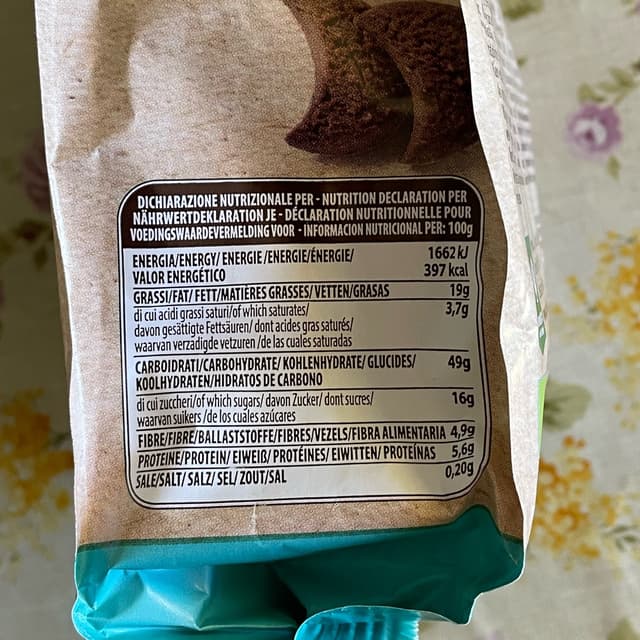 DICHIARAZIONE NUTRIZIONALE PER - NUTRITION DECLARATION PER
NÄHRWERTDEKLARATION JE - DÉCLARATION NUTRITIONNELLE POUR
VOEDINGSWAARDEVERMELDING VOOR - INFORMACION NUTRICIONAL PER: 100g
ENERGIA/ENERGY/ ENERGIE /ENERGIE/ÉNERGIE/ 1662 kJ
VALOR ENERGÉTICO 397 kcal
GRASSI/FAT/ FETT/MATIÈRES GRASSES/ VETTEN/GRASAS 19g
di cui acidi grassi saturi/of which saturates/ 3,7g
davon gesättigte Fettsäuren/ dont acides gras saturés/
waarvan verzadigde vetzuren /de las cuales saturadas
CARBOIDRATI/CARBOHYDRATE/ KOHLENHYDRATE/ GLUCIDES/ 49g
KOOLHYDRATEN/HIDRATOS DE CARBONO
di cui zuccheri/of which sugars/ davon Zucker/ dont sucres/ 16g
waarvan suikers /de los cuales azúcares
FIBRE/FIBRE/BALLASTSTOFFE/FIBRES/VEZELS/FIBRA ALIMENTARIA 4,9g
PROTEINE/PROTEIN/ EIWEIß/ PROTÉINES/ EIWITTEN/ PROTEÍNAS 5,6g
SALE/SALT/ SALZ/ SEL/ ZOUT/SAL 0,20g